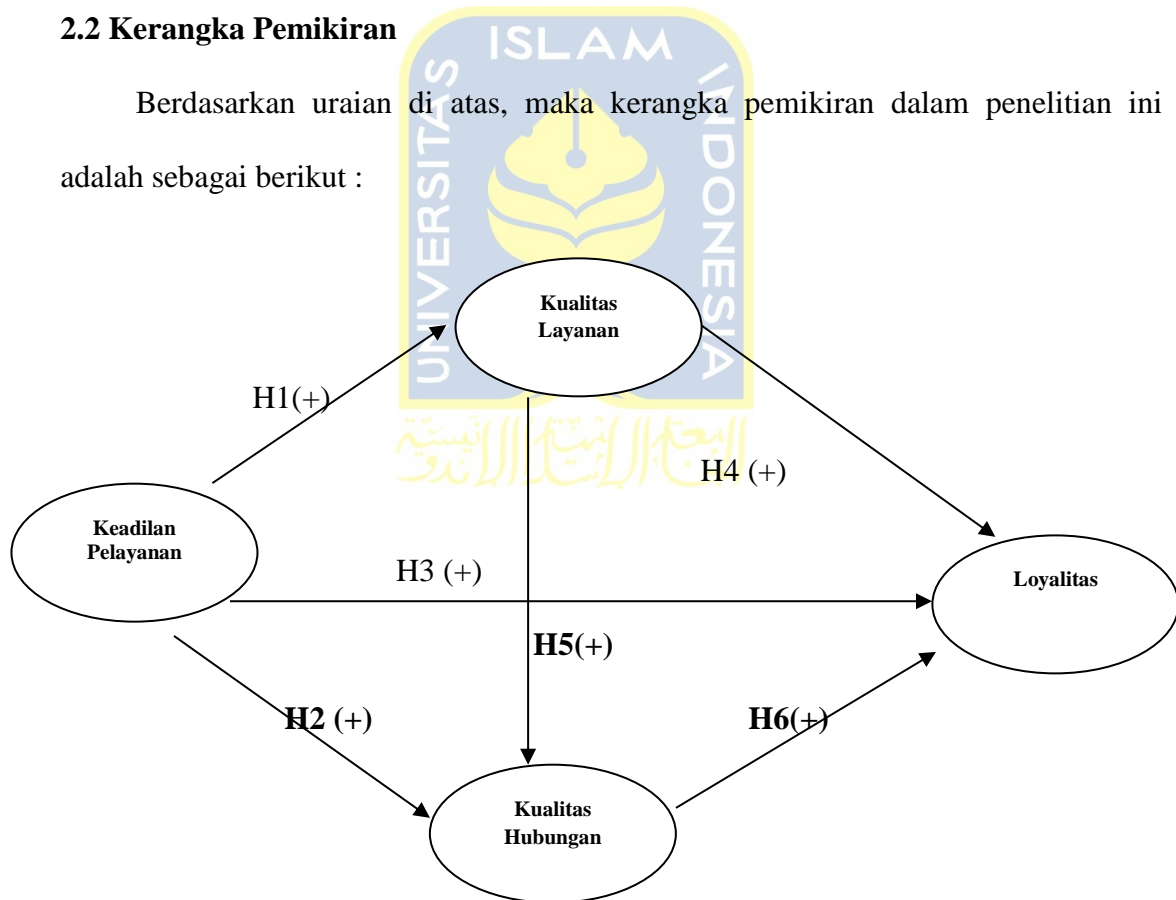 2.2 Kerangka Pemikiran
ISLAM
UNIVERSITAS
INDONESIA
Berdasarkan uraian di atas, maka kerangka pemikiran dalam penelitian ini
adalah sebagai berikut :
Kualitas
Layanan
H1(+)
H4 (+)
Keadilan
Pelayanan
H3 (+)
Loyalitas
H5(+)
H2 (+)
H6(+)
Kualitas
Hubungan